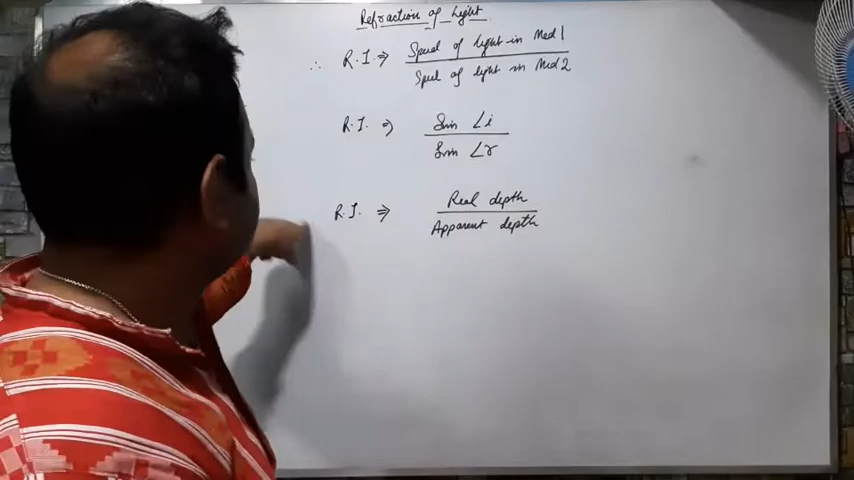 Refraction of Light
∴ R.I ⇒ Speed of light in Med 1
Speed of light in Med 2
R.I. ⇒ Sin ∠i
Sin ∠r
R.I. ⇒ Real depth
Apparent depth